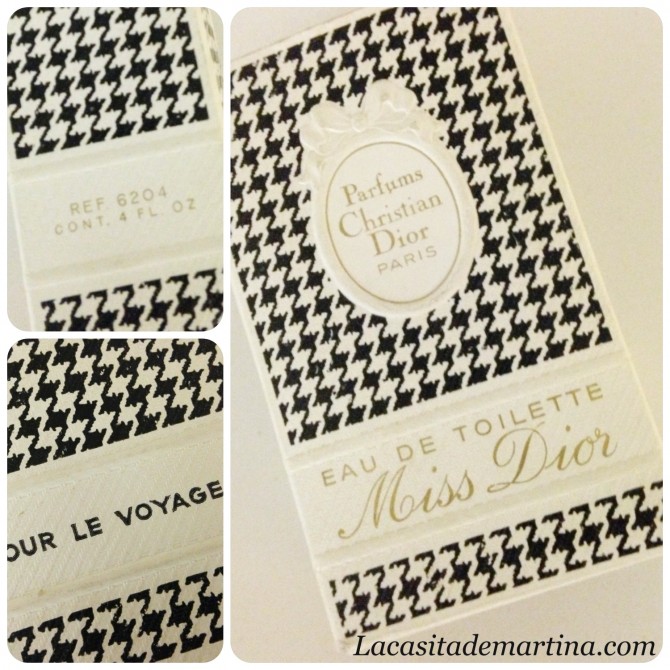 REF. 6204
CONT. 4 FL. OZ
OUR LE VOYAGE
Parfums
Christian
Dior
PARIS
EAU DE TOILETTE
Miss Dior
Lacasitademartina.com